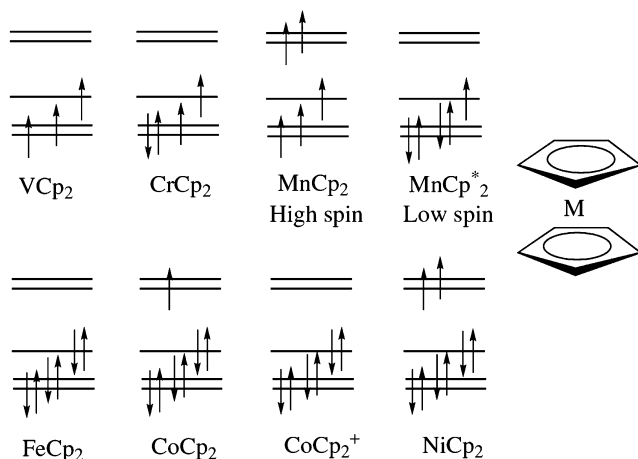 VCp₂
CrCp₂
MnCp₂
High spin
MnCp*₂
Low spin
M
FeCp₂
CoCp₂
CoCp₂⁺
NiCp₂